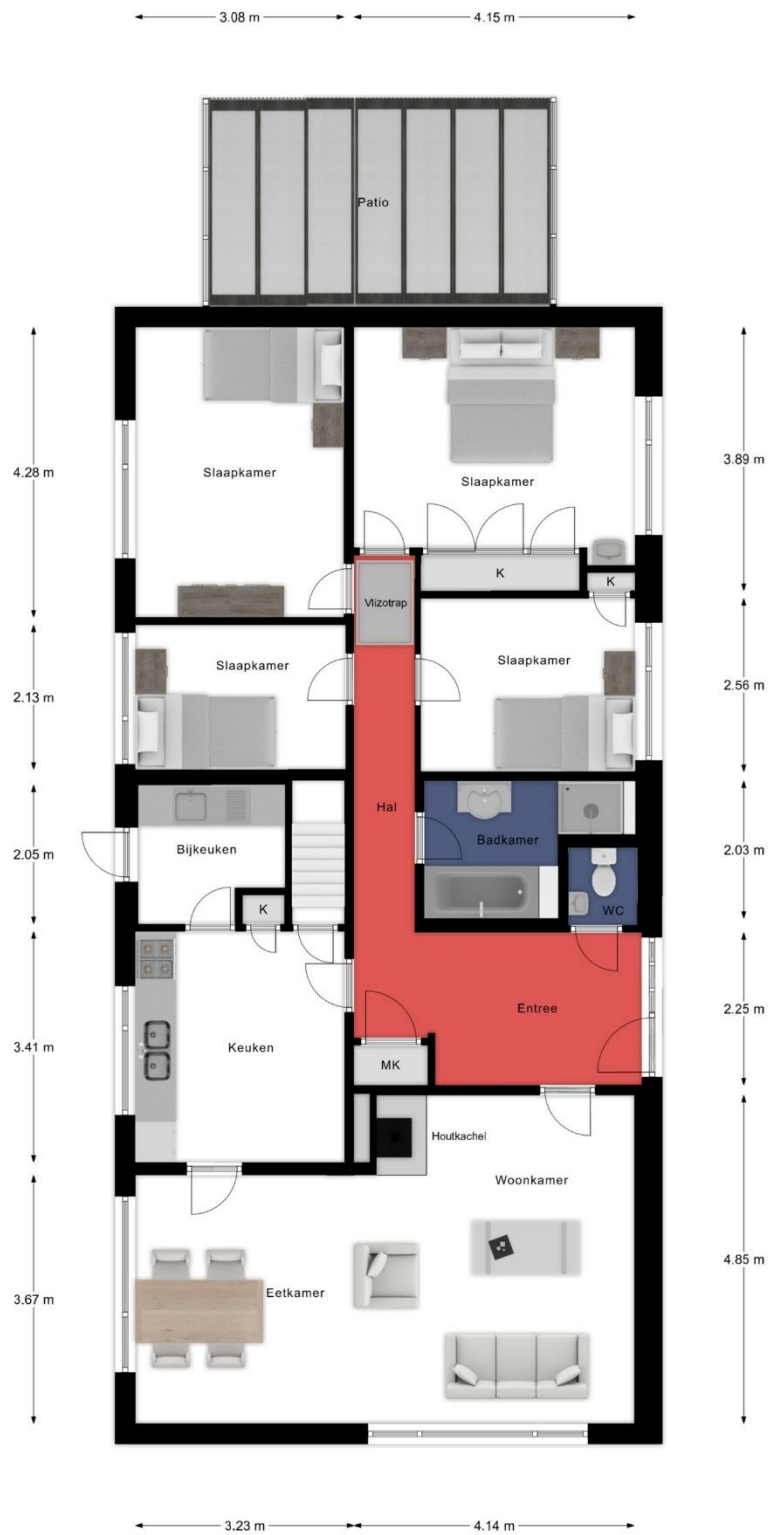 3.08 m
4.15 m
Patio
4.28 m
Slaapkamer
Slaapkamer
3.89 m
K
K
Vlizotrap
2.13 m
Slaapkamer
Slaapkamer
2.56 m
Hal
2.05 m
Bijkeuken
Badkamer
2.03 m
K
WC
3.41 m
Keuken
Entree
2.25 m
MK
Houtkachel
Woonkamer
3.67 m
Eetkamer
4.85 m
3.23 m
4.14 m